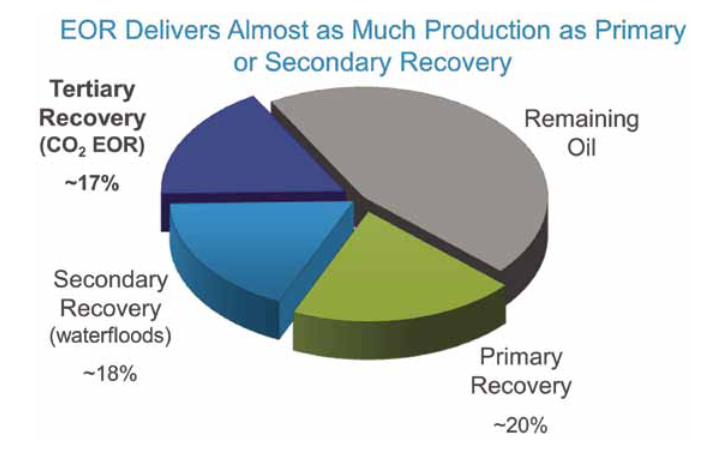 EOR Delivers Almost as Much Production as Primary
or Secondary Recovery
Tertiary
Recovery
(CO₂ EOR)
~17%
Remaining
Oil
Secondary
Recovery
(waterfloods)
~18%
Primary
Recovery
~20%